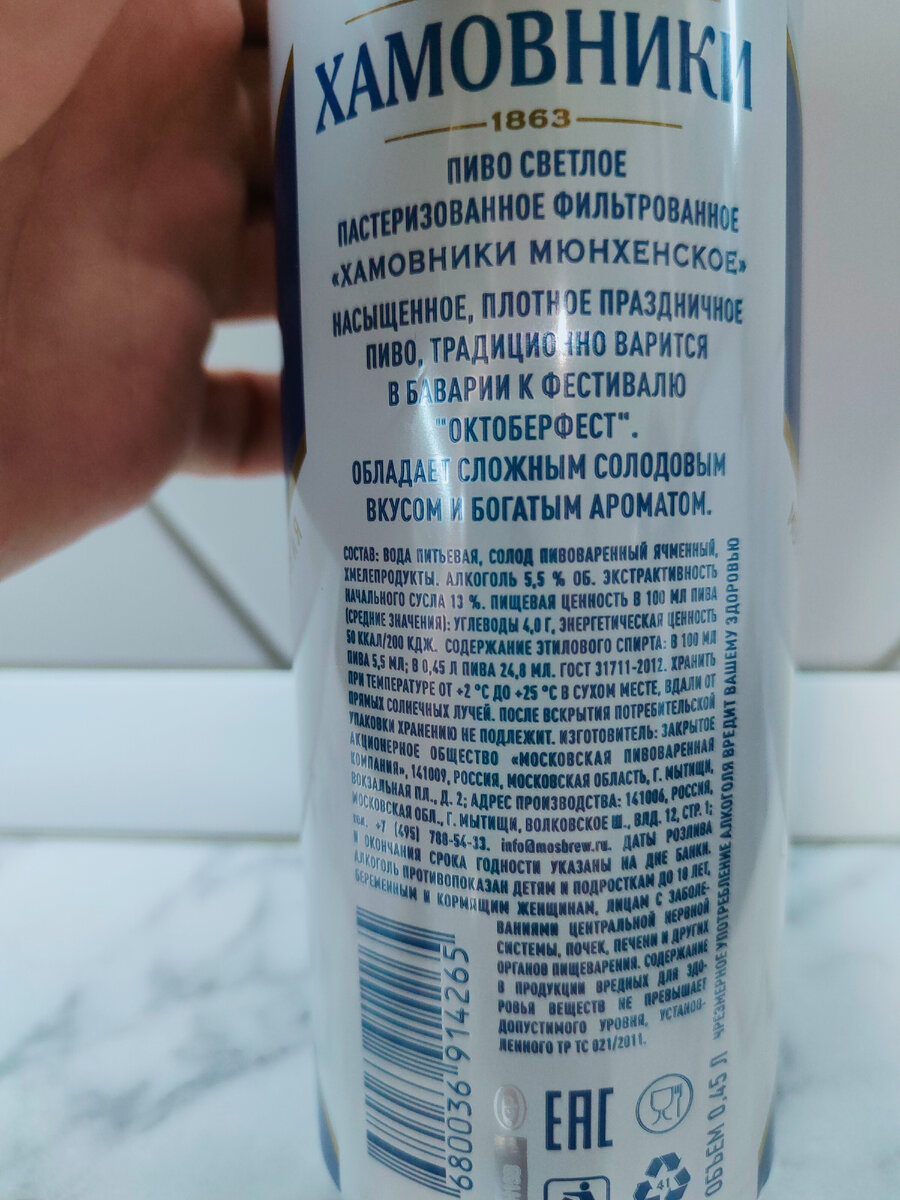 ХАМОВНИКИ
1863
ПИВО СВЕТЛОЕ
ПАСТЕРИЗОВАННОЕ ФИЛЬТРОВАННОЕ
«ХАМОВНИКИ МЮНХЕНСКОЕ»
НАСЫЩЕННОЕ, ПЛОТНОЕ ПРАЗДНИЧНОЕ
ПИВО, ТРАДИЦИОННО ВАРИТСЯ
В БАВАРИИ К ФЕСТИВАЛЮ
"ОКТОБЕРФЕСТ".
ОБЛАДАЕТ СЛОЖНЫМ СОЛОДОВЫМ
ВКУСОМ И БОГАТЫМ АРОМАТОМ.
СОСТАВ: ВОДА ПИТЬЕВАЯ, СОЛОД ПИВОВАРЕННЫЙ ЯЧМЕННЫЙ,
ХМЕЛЕПРОДУКТЫ. АЛКОГОЛЬ 5,5 % ОБ. ЭКСТРАКТИВНОСТЬ
НАЧАЛЬНОГО СУСЛА 13 %. ПИЩЕВАЯ ЦЕННОСТЬ В 100 МЛ ПИВА
(СРЕДНИЕ ЗНАЧЕНИЯ): УГЛЕВОДЫ 4,0 Г, ЭНЕРГЕТИЧЕСКАЯ ЦЕННОСТЬ
50 ККАЛ/200 КДЖ. СОДЕРЖАНИЕ ЭТИЛОВОГО СПИРТА: В 100 МЛ
ПИВА 5,5 МЛ; В 0,45 Л ПИВА 24,8 МЛ. ГОСТ 31711-2012. ХРАНИТЬ
ПРИ ТЕМПЕРАТУРЕ ОТ +2 °С ДО +25 °С В СУХОМ МЕСТЕ, ВДАЛИ ОТ
ПРЯМЫХ СОЛНЕЧНЫХ ЛУЧЕЙ. ПОСЛЕ ВСКРЫТИЯ ПОТРЕБИТЕЛЬСКОЙ
УПАКОВКИ ХРАНЕНИЮ НЕ ПОДЛЕЖИТ. ИЗГОТОВИТЕЛЬ: ЗАКРЫТОЕ
АКЦИОНЕРНОЕ ОБЩЕСТВО «МОСКОВСКАЯ ПИВОВАРЕННАЯ
КОМПАНИЯ», 141009, РОССИЯ, МОСКОВСКАЯ ОБЛАСТЬ, Г. МЫТИЩИ,
ВОКЗАЛЬНАЯ ПЛ., Д. 2; АДРЕС ПРОИЗВОДСТВА: 141006, РОССИЯ,
МОСКОВСКАЯ ОБЛ., Г. МЫТИЩИ, ВОЛКОВСКОЕ Ш., ВЛД. 12, СТР. 1;
тел. +7 (495) 788-54-33. info@mosbrew.ru. ДАТЫ РОЗЛИВА
И ОКОНЧАНИЯ СРОКА ГОДНОСТИ УКАЗАНЫ НА ДНЕ БАНКИ.
АЛКОГОЛЬ ПРОТИВОПОКАЗАН ДЕТЯМ И ПОДРОСТКАМ ДО 18 ЛЕТ,
БЕРЕМЕННЫМ И КОРМЯЩИМ ЖЕНЩИНАМ, ЛИЦАМ С ЗАБОЛЕ-
ВАНИЯМИ ЦЕНТРАЛЬНОЙ НЕРВНОЙ
СИСТЕМЫ, ПОЧЕК, ПЕЧЕНИ И ДРУГИХ
ОРГАНОВ ПИЩЕВАРЕНИЯ. СОДЕРЖАНИЕ
В ПРОДУКЦИИ ВРЕДНЫХ ДЛЯ ЗДО-
РОВЬЯ ВЕЩЕСТВ НЕ ПРЕВЫШАЕТ
ДОПУСТИМОГО УРОВНЯ, УСТАНОВ-
ЛЕННОГО ТР ТС 021/2011.
ЧРЕЗМЕРНОЕ УПОТРЕБЛЕНИЕ АЛКОГОЛЯ ВРЕДИТ ВАШЕМУ ЗДОРОВЬЮ
ОБЪЕМ 0,45 Л
680036 914265
EAC
41